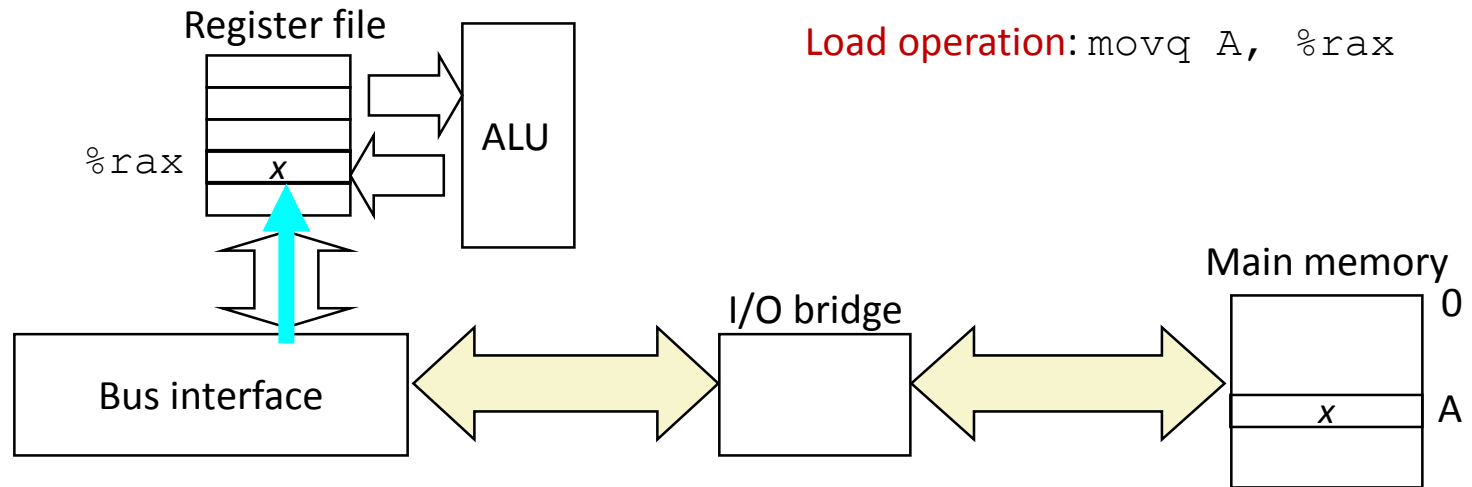 Register file
Load operation: movq A, %rax
ALU
%rax
x
Main memory
I/O bridge
0
Bus interface
x
A